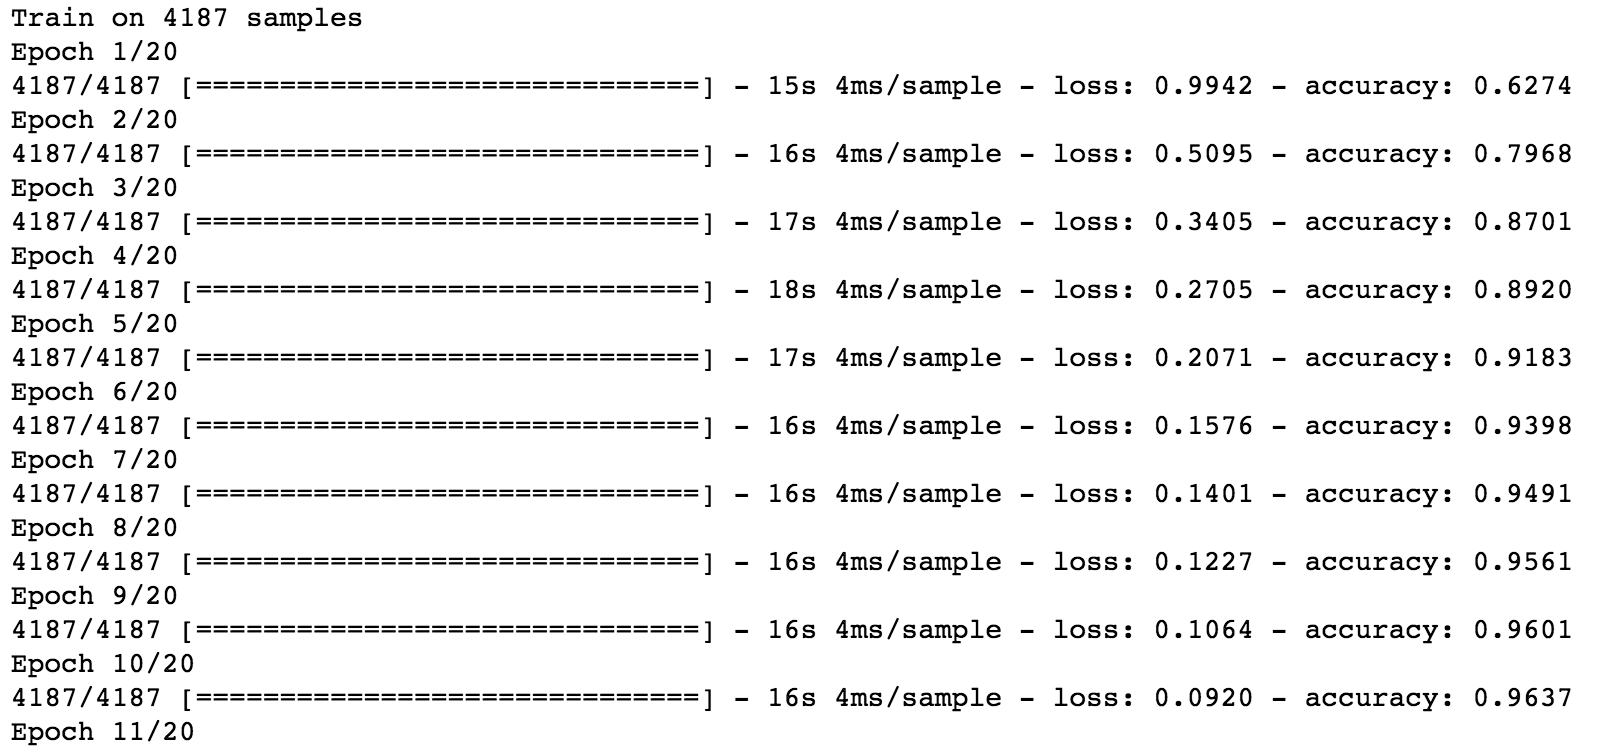 Train on 4187 samples
Epoch 1/20
4187/4187 [==============================] - 15s 4ms/sample - loss: 0.9942 - accuracy: 0.6274
Epoch 2/20
4187/4187 [==============================] - 16s 4ms/sample - loss: 0.5095 - accuracy: 0.7968
Epoch 3/20
4187/4187 [==============================] - 17s 4ms/sample - loss: 0.3405 - accuracy: 0.8701
Epoch 4/20
4187/4187 [==============================] - 18s 4ms/sample - loss: 0.2705 - accuracy: 0.8920
Epoch 5/20
4187/4187 [==============================] - 17s 4ms/sample - loss: 0.2071 - accuracy: 0.9183
Epoch 6/20
4187/4187 [==============================] - 16s 4ms/sample - loss: 0.1576 - accuracy: 0.9398
Epoch 7/20
4187/4187 [==============================] - 16s 4ms/sample - loss: 0.1401 - accuracy: 0.9491
Epoch 8/20
4187/4187 [==============================] - 16s 4ms/sample - loss: 0.1227 - accuracy: 0.9561
Epoch 9/20
4187/4187 [==============================] - 16s 4ms/sample - loss: 0.1064 - accuracy: 0.9601
Epoch 10/20
4187/4187 [==============================] - 16s 4ms/sample - loss: 0.0920 - accuracy: 0.9637
Epoch 11/20